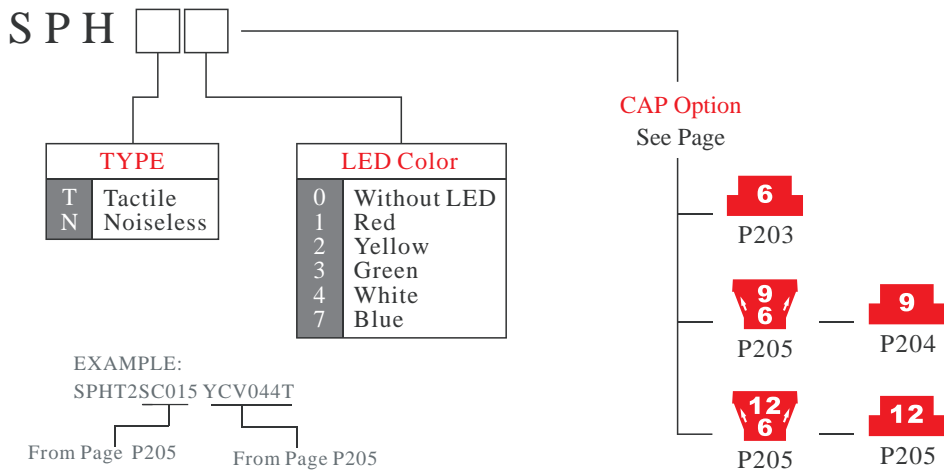 SPH
CAP Option
See Page
TYPE
T Tactile
N Noiseless
LED Color
0 Without LED
1 Red
2 Yellow
3 Green
4 White
7 Blue
6
P203
9
6
P205
9
P204
12
6
P205
12
P205
EXAMPLE:
SPHT2SC015 YCV044T
From Page P205
From Page P205